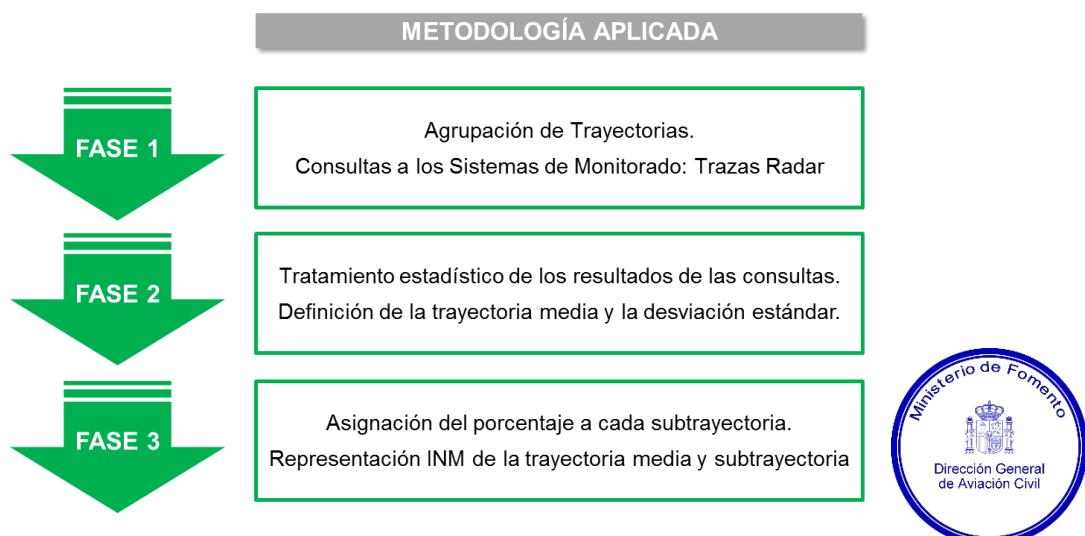 METODOLOGÍA APLICADA
FASE 1
Agrupación de Trayectorias.
Consultas a los Sistemas de Monitorado: Trazas Radar
FASE 2
Tratamiento estadístico de los resultados de las consultas.
Definición de la trayectoria media y la desviación estándar.
FASE 3
Asignación del porcentaje a cada subtrayectoria.
Representación INM de la trayectoria media y subtrayectoria
Ministerio de Fomento
Dirección General
de Aviación Civil